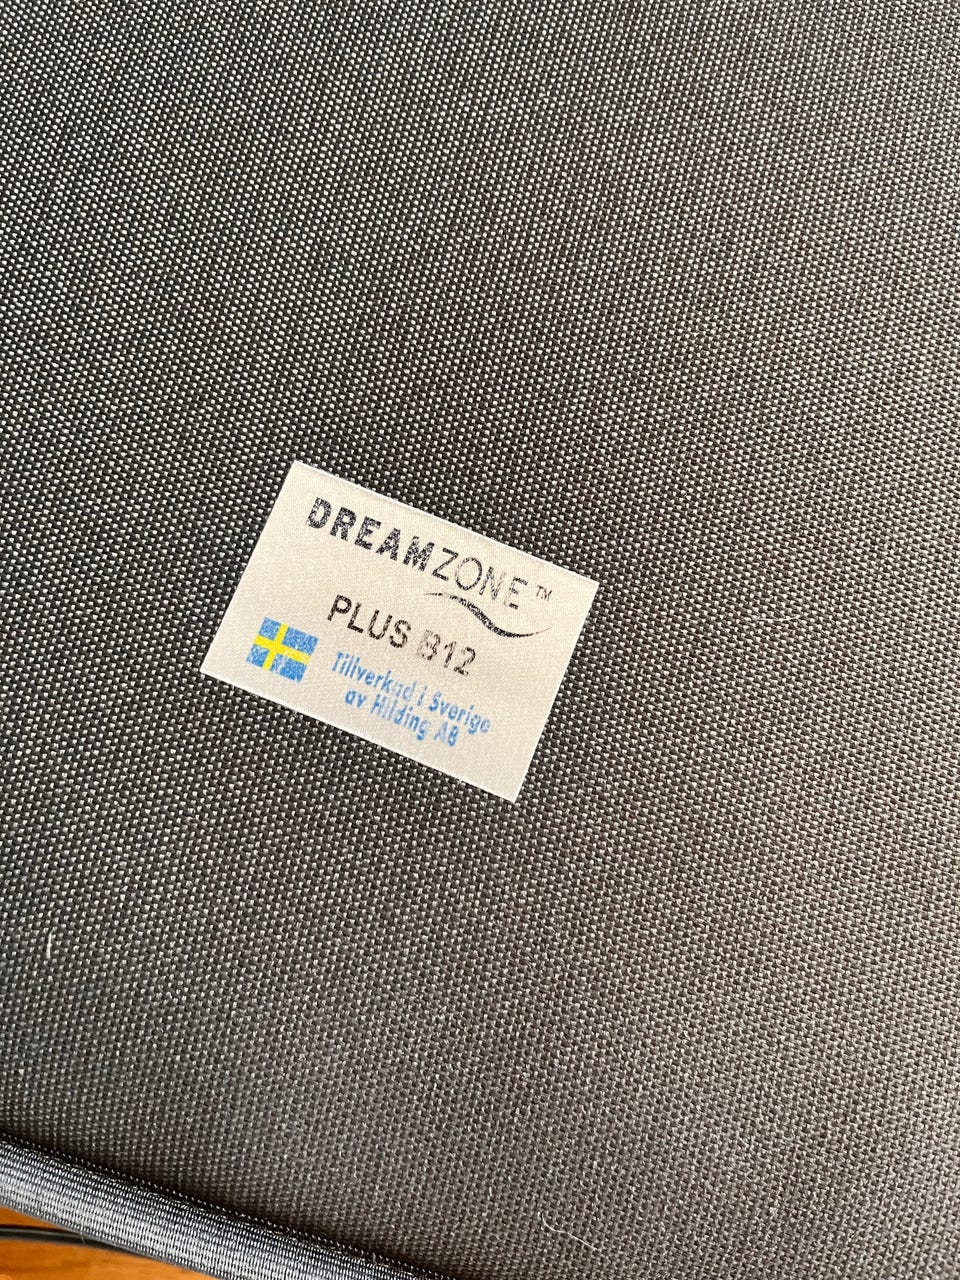 DREAMZONE™
PLUS B12
Tillverkad i Sverige
av Hilding AB